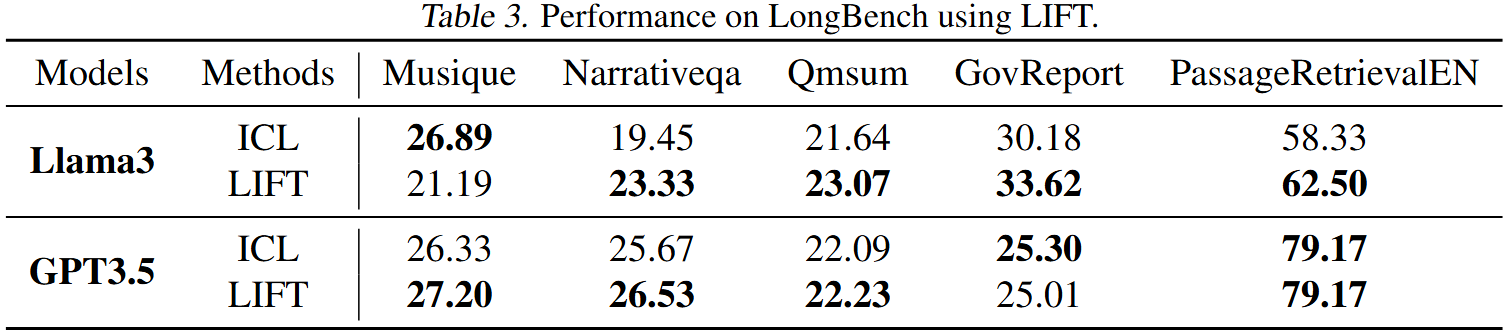 Table 3. Performance on LongBench using LIFT.
Models Methods Musique Narrativeqa Qmsum GovReport PassageRetrievalEN
Llama3 ICL 26.89 19.45 21.64 30.18 58.33
LIFT 21.19 23.33 23.07 33.62 62.50
GPT3.5 ICL 26.33 25.67 22.09 25.30 79.17
LIFT 27.20 26.53 22.23 25.01 79.17